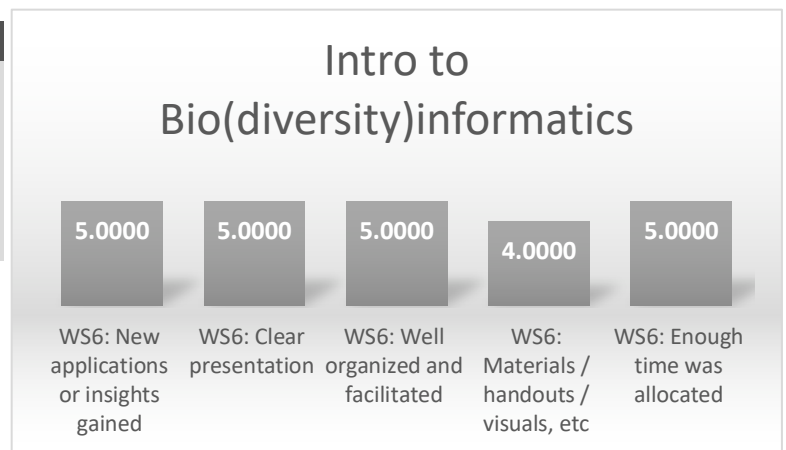 Intro to
Bio(diversity)informatics
5.0000 5.0000 5.0000 4.0000 5.0000
WS6: New
applications
or insights
gained
WS6: Clear
presentation
WS6: Well
organized and
facilitated
WS6:
Materials /
handouts /
visuals, etc
WS6: Enough
time was
allocated